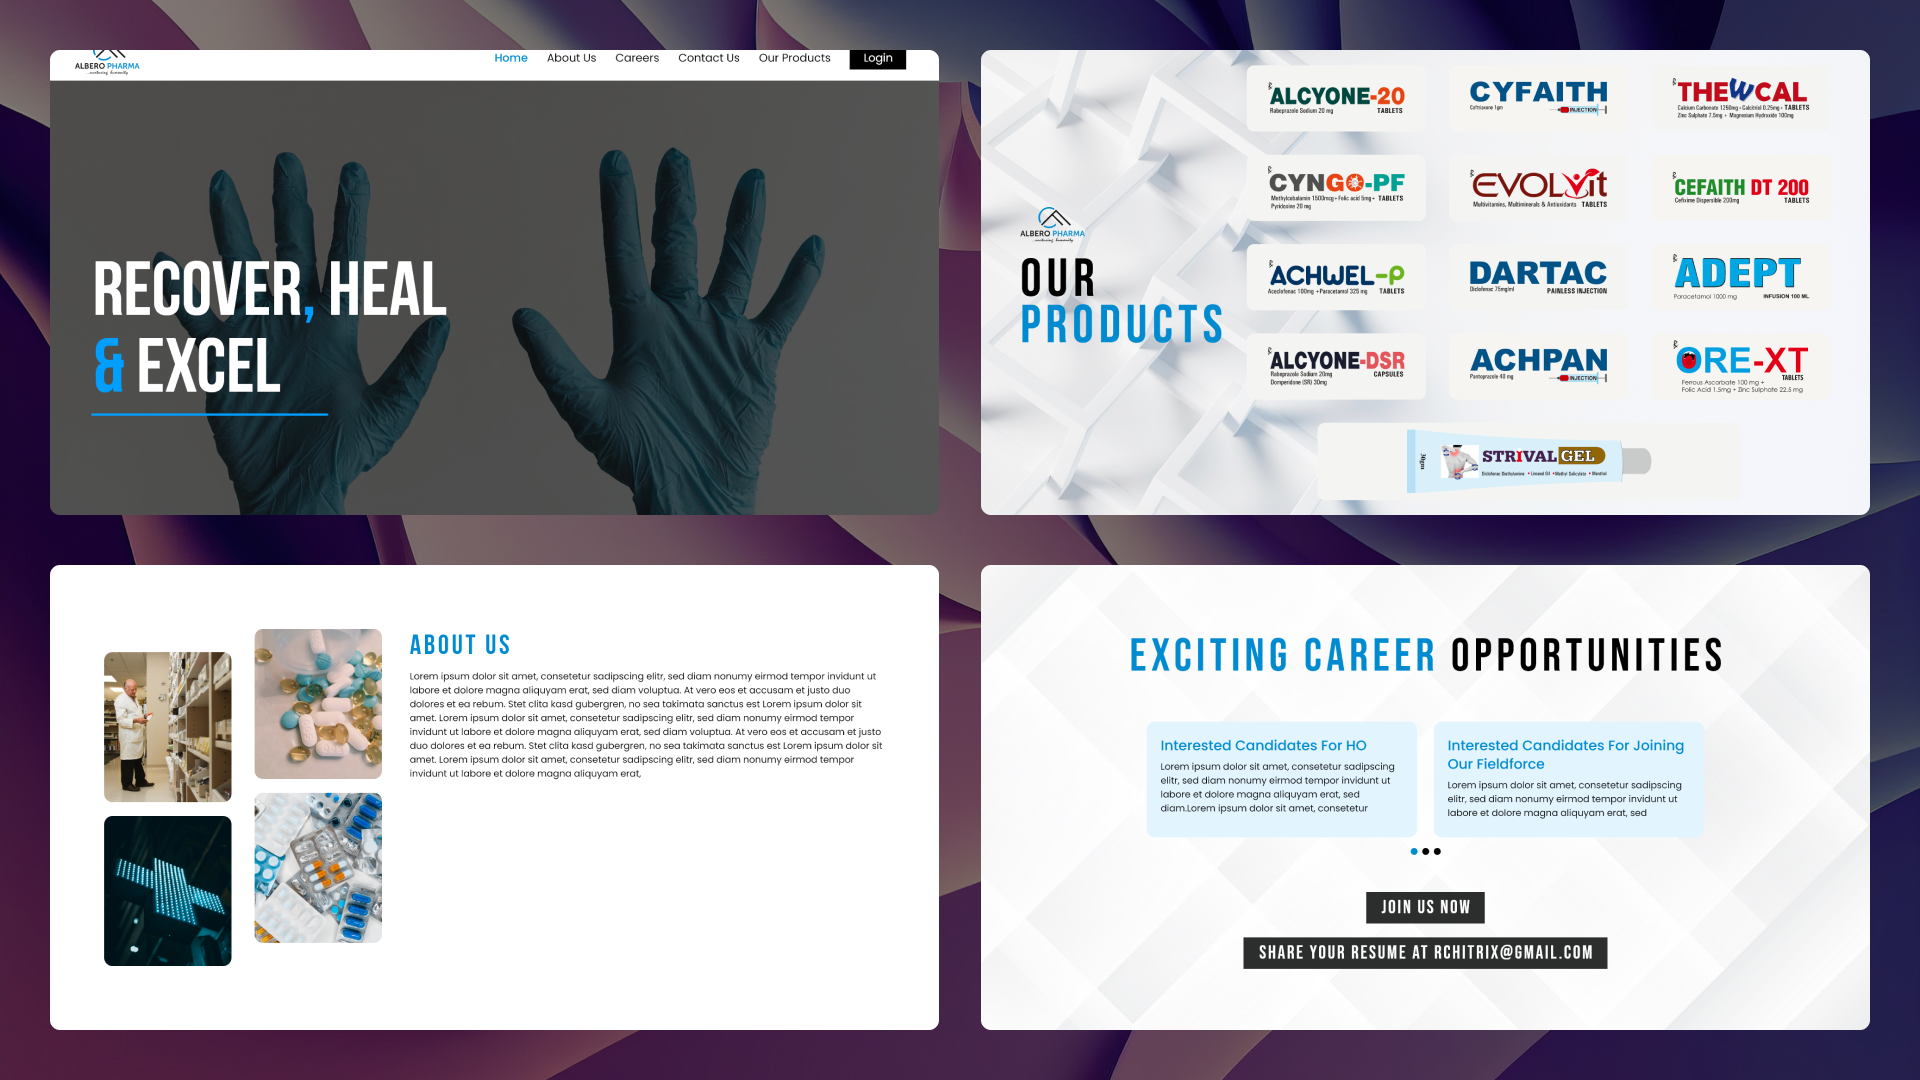 ALBERO PHARMA
...nurturing humanity
Home About Us Careers Contact Us Our Products Login
RECOVER, HEAL
& EXCEL
ALBERO PHARMA
...nurturing humanity
OUR
PRODUCTS
ALCYONE-20
Rabeprazole Sodium 20 mg TABLETS
CYFAITH
Ceftriaxone 1gm INJECTION
THEWCAL
Calcium Carbonate 1250mg + Calcitriol 0.25mg + TABLETS
Zinc Sulphate 7.5mg + Magnesium Hydroxide 100mg
CYNGO-PF
Methylcobalamin 1500mcg + Folic acid 5mg + TABLETS
Pyridoxine 20 mg
EVOLVit
Multivitamins, Multiminerals & Antioxidants TABLETS
CEFAITH DT 200
Cefixime Dispersible 200mg TABLETS
ACHWEL-P
Aceclofenac 100mg + Paracetamol 325 mg TABLETS
DARTAC
Diclofenac 75mg/ml PAINLESS INJECTION
ADEPT
Paracetamol 1000 mg INFUSION 100 ML
ALCYONE-DSR
Rabeprazole Sodium 20mg CAPSULES
Domperidone (SR) 30mg
ACHPAN
Pantoprazole 40 mg INJECTION
ORE-XT
TABLETS
Ferrous Ascorbate 100 mg +
Folic Acid 1.5mg + Zinc Sulphate 22.5 mg
30gm
STRIVAL GEL
Diclofenac Diethylamine • Linseed Oil • Methyl Salicylate • Menthol
ABOUT US
Lorem ipsum dolor sit amet, consetetur sadipscing elitr, sed diam nonumy eirmod tempor invidunt ut
labore et dolore magna aliquyam erat, sed diam voluptua. At vero eos et accusam et justo duo
dolores et ea rebum. Stet clita kasd gubergren, no sea takimata sanctus est Lorem ipsum dolor sit
amet. Lorem ipsum dolor sit amet, consetetur sadipscing elitr, sed diam nonumy eirmod tempor
invidunt ut labore et dolore magna aliquyam erat, sed diam voluptua. At vero eos et accusam et justo
duo dolores et ea rebum. Stet clita kasd gubergren, no sea takimata sanctus est Lorem ipsum dolor sit
amet. Lorem ipsum dolor sit amet, consetetur sadipscing elitr, sed diam nonumy eirmod tempor
invidunt ut labore et dolore magna aliquyam erat,
EXCITING CAREER OPPORTUNITIES
Interested Candidates For HO
Lorem ipsum dolor sit amet, consetetur sadipscing
elitr, sed diam nonumy eirmod tempor invidunt ut
labore et dolore magna aliquyam erat, sed
diam.Lorem ipsum dolor sit amet, consetetur
Interested Candidates For Joining
Our Fieldforce
Lorem ipsum dolor sit amet, consetetur sadipscing
elitr, sed diam nonumy eirmod tempor invidunt ut
labore et dolore magna aliquyam erat, sed
JOIN US NOW
SHARE YOUR RESUME AT RCHITRIX@GMAIL.COM